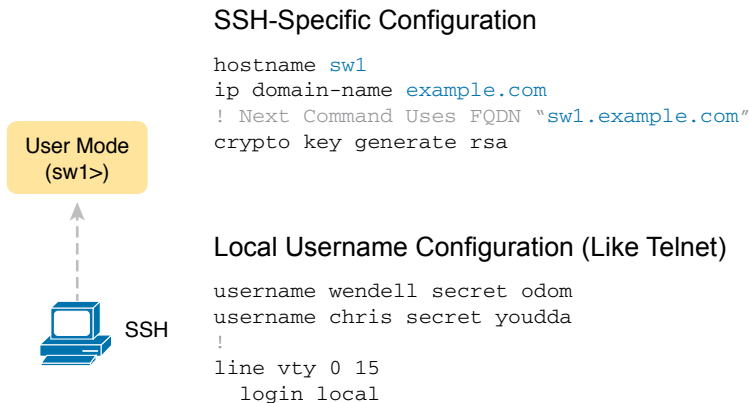 SSH-Specific Configuration
hostname sw1
ip domain-name example.com
! Next Command Uses FQDN “sw1.example.com”
crypto key generate rsa
User Mode
(sw1>)
SSH
Local Username Configuration (Like Telnet)
username wendell secret odom
username chris secret youdda
!
line vty 0 15
  login local